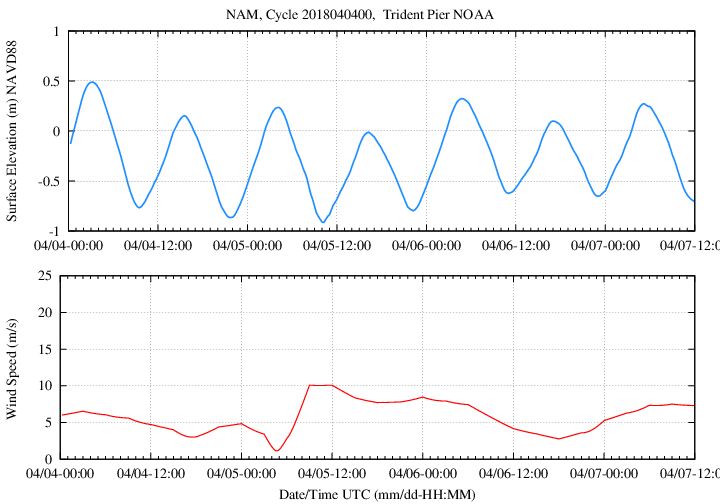 NAM, Cycle 2018040400, Trident Pier NOAA
Surface Elevation (m) NAVD88
1
0.5
0
-0.5
-1
04/04-00:00 04/04-12:00 04/05-00:00 04/05-12:00 04/06-00:00 04/06-12:00 04/07-00:00 04/07-12:0
Wind Speed (m/s)
25
20
15
10
5
0
04/04-00:00 04/04-12:00 04/05-00:00 04/05-12:00 04/06-00:00 04/06-12:00 04/07-00:00 04/07-12:0
Date/Time UTC (mm/dd-HH:MM)